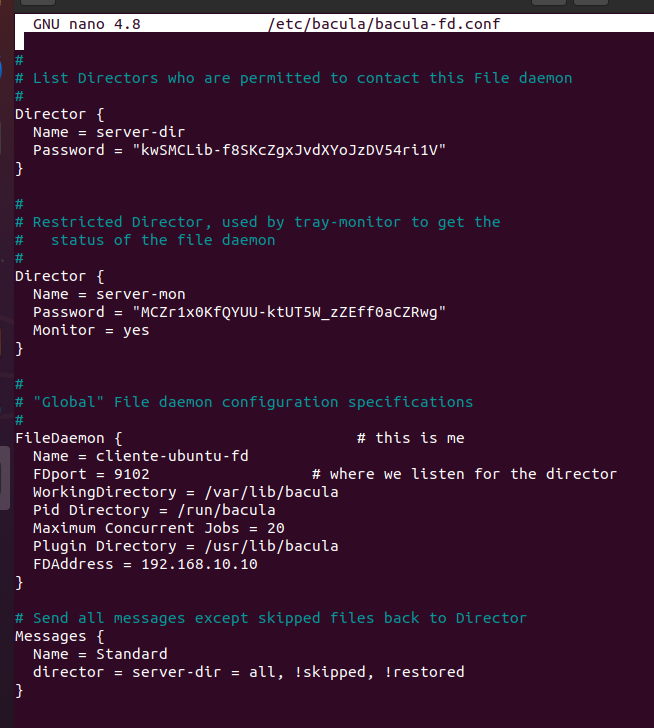 GNU nano 4.8 /etc/bacula/bacula-fd.conf
#
# List Directors who are permitted to contact this File daemon
#
Director {
Name = server-dir
Password = "kwSMCLib-f8SKcZgxJvdXYoJzDV54ri1V"
}
#
# Restricted Director, used by tray-monitor to get the
# status of the file daemon
#
Director {
Name = server-mon
Password = "MCZr1x0KfQYUU-ktUT5W_zZEff0aCZRwg"
Monitor = yes
}
#
# "Global" File daemon configuration specifications
#
FileDaemon { # this is me
Name = cliente-ubuntu-fd
FDport = 9102 # where we listen for the director
WorkingDirectory = /var/lib/bacula
Pid Directory = /run/bacula
Maximum Concurrent Jobs = 20
Plugin Directory = /usr/lib/bacula
FDAddress = 192.168.10.10
}
# Send all messages except skipped files back to Director
Messages {
Name = Standard
director = server-dir = all, !skipped, !restored
}